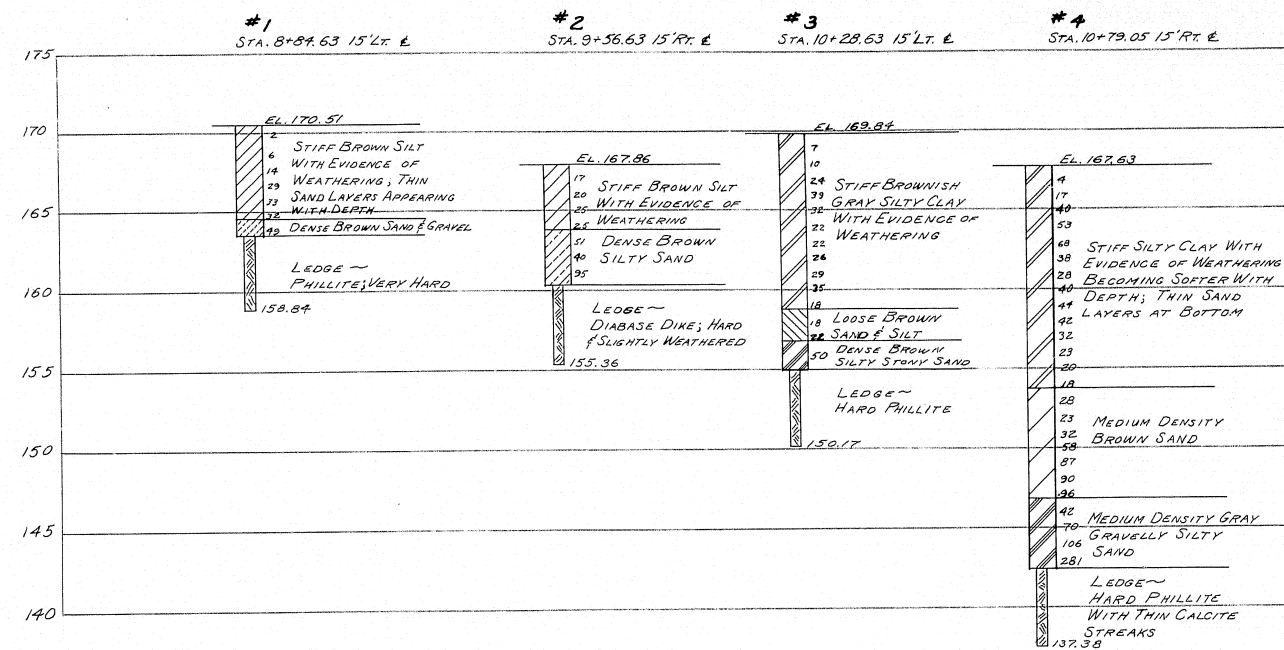 #1
STA. 8+84.63 15'LT. ℄
#2
STA. 9+56.63 15'RT. ℄
#3
STA. 10+28.63 15'LT. ℄
#4
STA. 10+79.05 15'RT. ℄
175
170
165
160
155
150
145
140
EL. 170.51
2
6
14
29
33
32
49
STIFF BROWN SILT
WITH EVIDENCE OF
WEATHERING; THIN
SAND LAYERS APPEARING
WITH DEPTH
DENSE BROWN SAND & GRAVEL
LEDGE~
PHILLITE; VERY HARD
158.84
EL. 167.86
17
20
25
25
51
40
95
STIFF BROWN SILT
WITH EVIDENCE OF
WEATHERING
DENSE BROWN
SILTY SAND
LEDGE~
DIABASE DIKE; HARD
& SLIGHTLY WEATHERED
155.36
EL. 169.84
7
10
24
39
32
22
22
26
29
35
18
18
22
50
STIFF BROWNISH
GRAY SILTY CLAY
WITH EVIDENCE OF
WEATHERING
LOOSE BROWN
SAND & SILT
DENSE BROWN
SILTY STONY SAND
LEDGE~
HARD PHILLITE
150.17
EL. 167.63
4
17
40
53
68
38
28
40
44
42
32
23
20
18
28
23
32
58
87
90
96
42
70
106
281
STIFF SILTY CLAY WITH
EVIDENCE OF WEATHERING
BECOMING SOFTER WITH
DEPTH; THIN SAND
LAYERS AT BOTTOM
MEDIUM DENSITY
BROWN SAND
MEDIUM DENSITY GRAY
GRAVELLY SILTY
SAND
LEDGE~
HARD PHILLITE
WITH THIN CALCITE
STREAKS
137.38